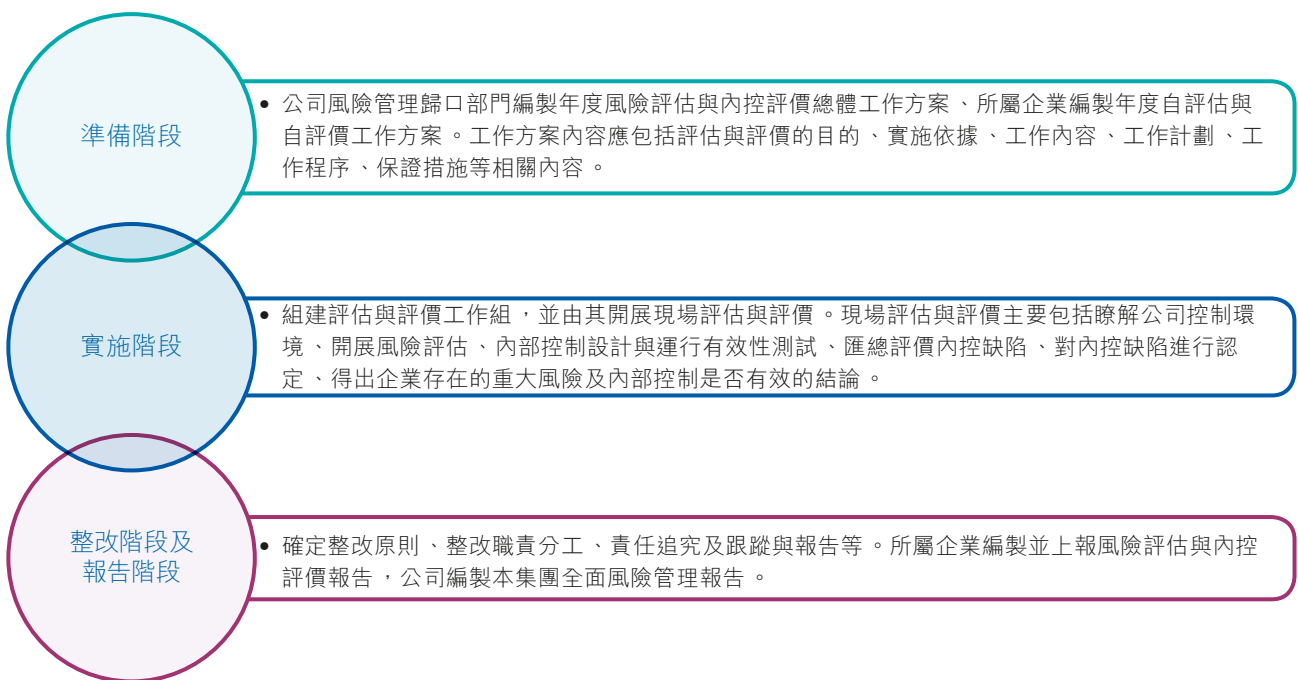 準備階段
• 公司風險管理歸口部門編製年度風險評估與內控評價總體工作方案、所屬企業編製年度自評估與
自評價工作方案。工作方案內容應包括評估與評價的目的、實施依據、工作內容、工作計劃、工
作程序、保證措施等相關內容。
實施階段
• 組建評估與評價工作組，並由其開展現場評估與評價。現場評估與評價主要包括瞭解公司控制環
境、開展風險評估、內部控制設計與運行有效性測試、匯總評價內控缺陷、對內控缺陷進行認
定、得出企業存在的重大風險及內部控制是否有效的結論。
整改階段及
報告階段
• 確定整改原則、整改職責分工、責任追究及跟蹤與報告等。所屬企業編製並上報風險評估與內控
評價報告，公司編製本集團全面風險管理報告。